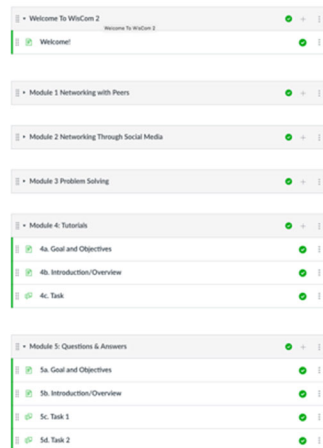 Welcome To WisCom 2
Welcome To WisCom 2
Welcome!
Module 1 Networking with Peers
Module 2 Networking Through Social Media
Module 3 Problem Solving
Module 4: Tutorials
4a. Goal and Objectives
4b. Introduction/Overview
4c. Task
Module 5: Questions & Answers
5a. Goal and Objectives
5b. Introduction/Overview
5c. Task 1
5d. Task 2